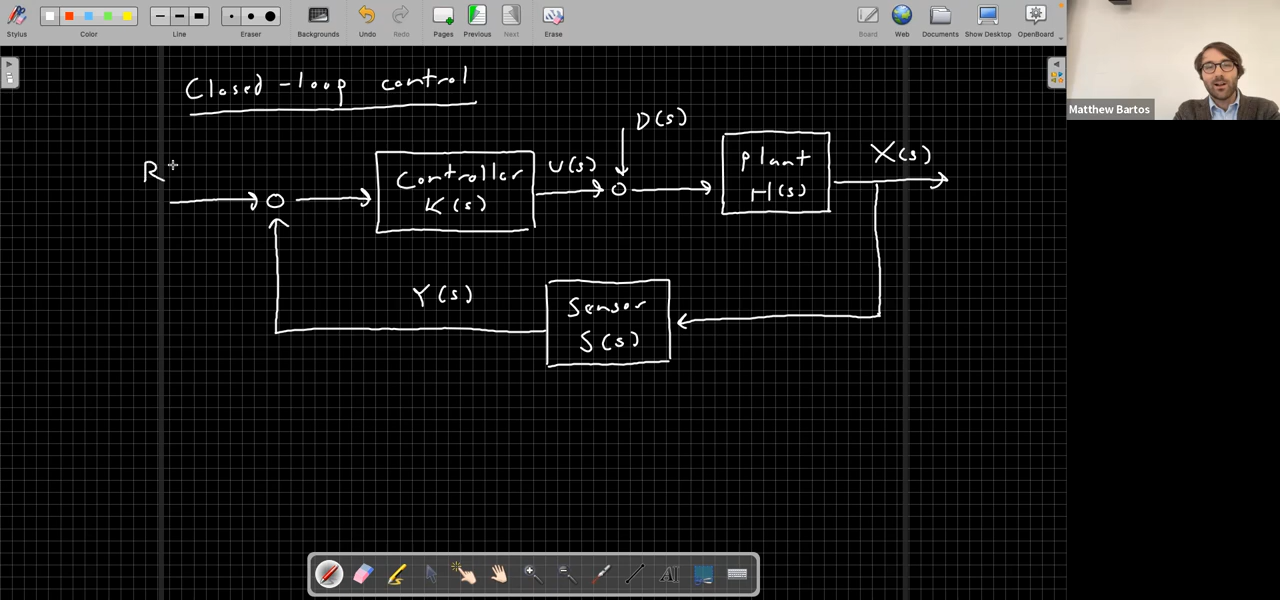 Stylus
Color
Line
Eraser
Backgrounds
Undo
Redo
Pages
Previous
Next
Erase
Board
Web
Documents
Show Desktop
OpenBoard
Matthew Bartos
Closed-loop control
D(s)
R
Controller
K(s)
U(s)
Plant
H(s)
X(s)
Y(s)
Sensor
S(s)
AI